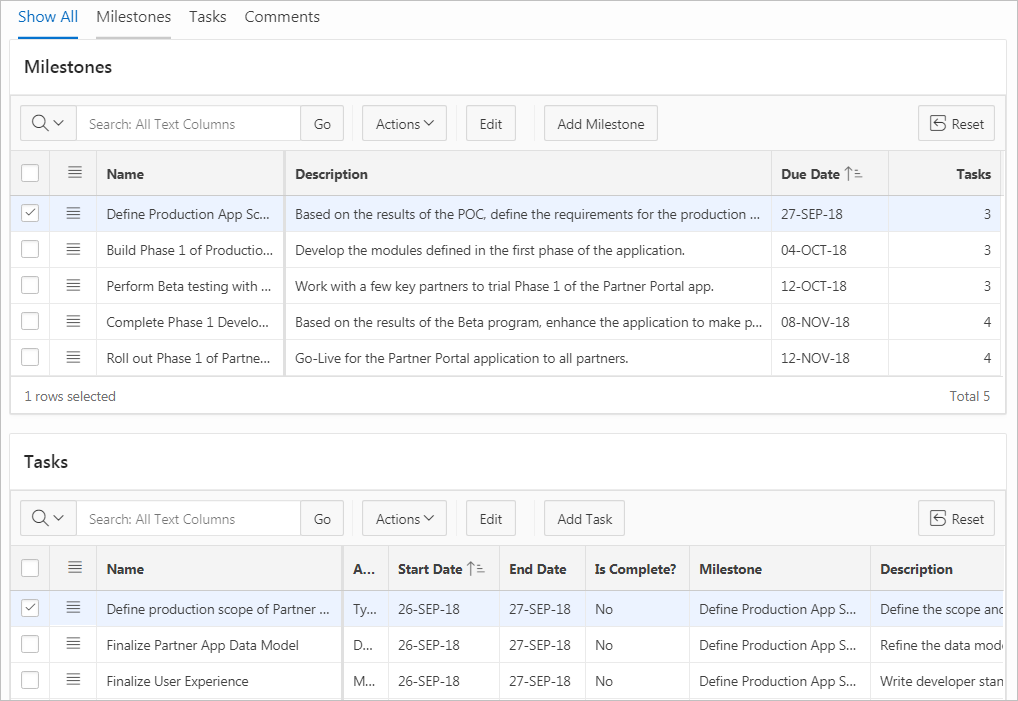 Show All Milestones Tasks Comments
Milestones
Search: All Text Columns Go Actions Edit Add Milestone Reset
Name Description Due Date Tasks
Define Production App Sc... Based on the results of the POC, define the requirements for the production ... 27-SEP-18 3
Build Phase 1 of Productio... Develop the modules defined in the first phase of the application. 04-OCT-18 3
Perform Beta testing with ... Work with a few key partners to trial Phase 1 of the Partner Portal app. 12-OCT-18 3
Complete Phase 1 Develo... Based on the results of the Beta program, enhance the application to make p... 08-NOV-18 4
Roll out Phase 1 of Partne... Go-Live for the Partner Portal application to all partners. 12-NOV-18 4
1 rows selected Total 5
Tasks
Search: All Text Columns Go Actions Edit Add Task Reset
Name A... Start Date End Date Is Complete? Milestone Description
Define production scope of Partner ... Ty... 26-SEP-18 27-SEP-18 No Define Production App S... Define the scope and
Finalize Partner App Data Model D... 26-SEP-18 27-SEP-18 No Define Production App S... Refine the data mod
Finalize User Experience M... 26-SEP-18 27-SEP-18 No Define Production App S... Write developer stan